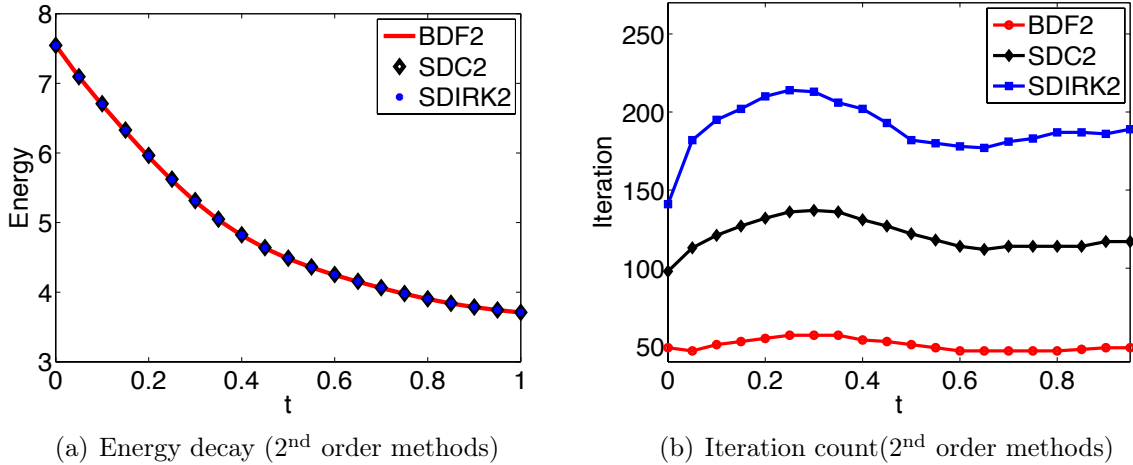 8
7
6
5
4
3
Energy
0
0.2
0.4
0.6
0.8
1
t
BDF2
SDC2
SDIRK2
(a) Energy decay (2nd order methods)
250
200
150
100
50
Iteration
0
0.2
0.4
0.6
0.8
t
BDF2
SDC2
SDIRK2
(b) Iteration count(2nd order methods)